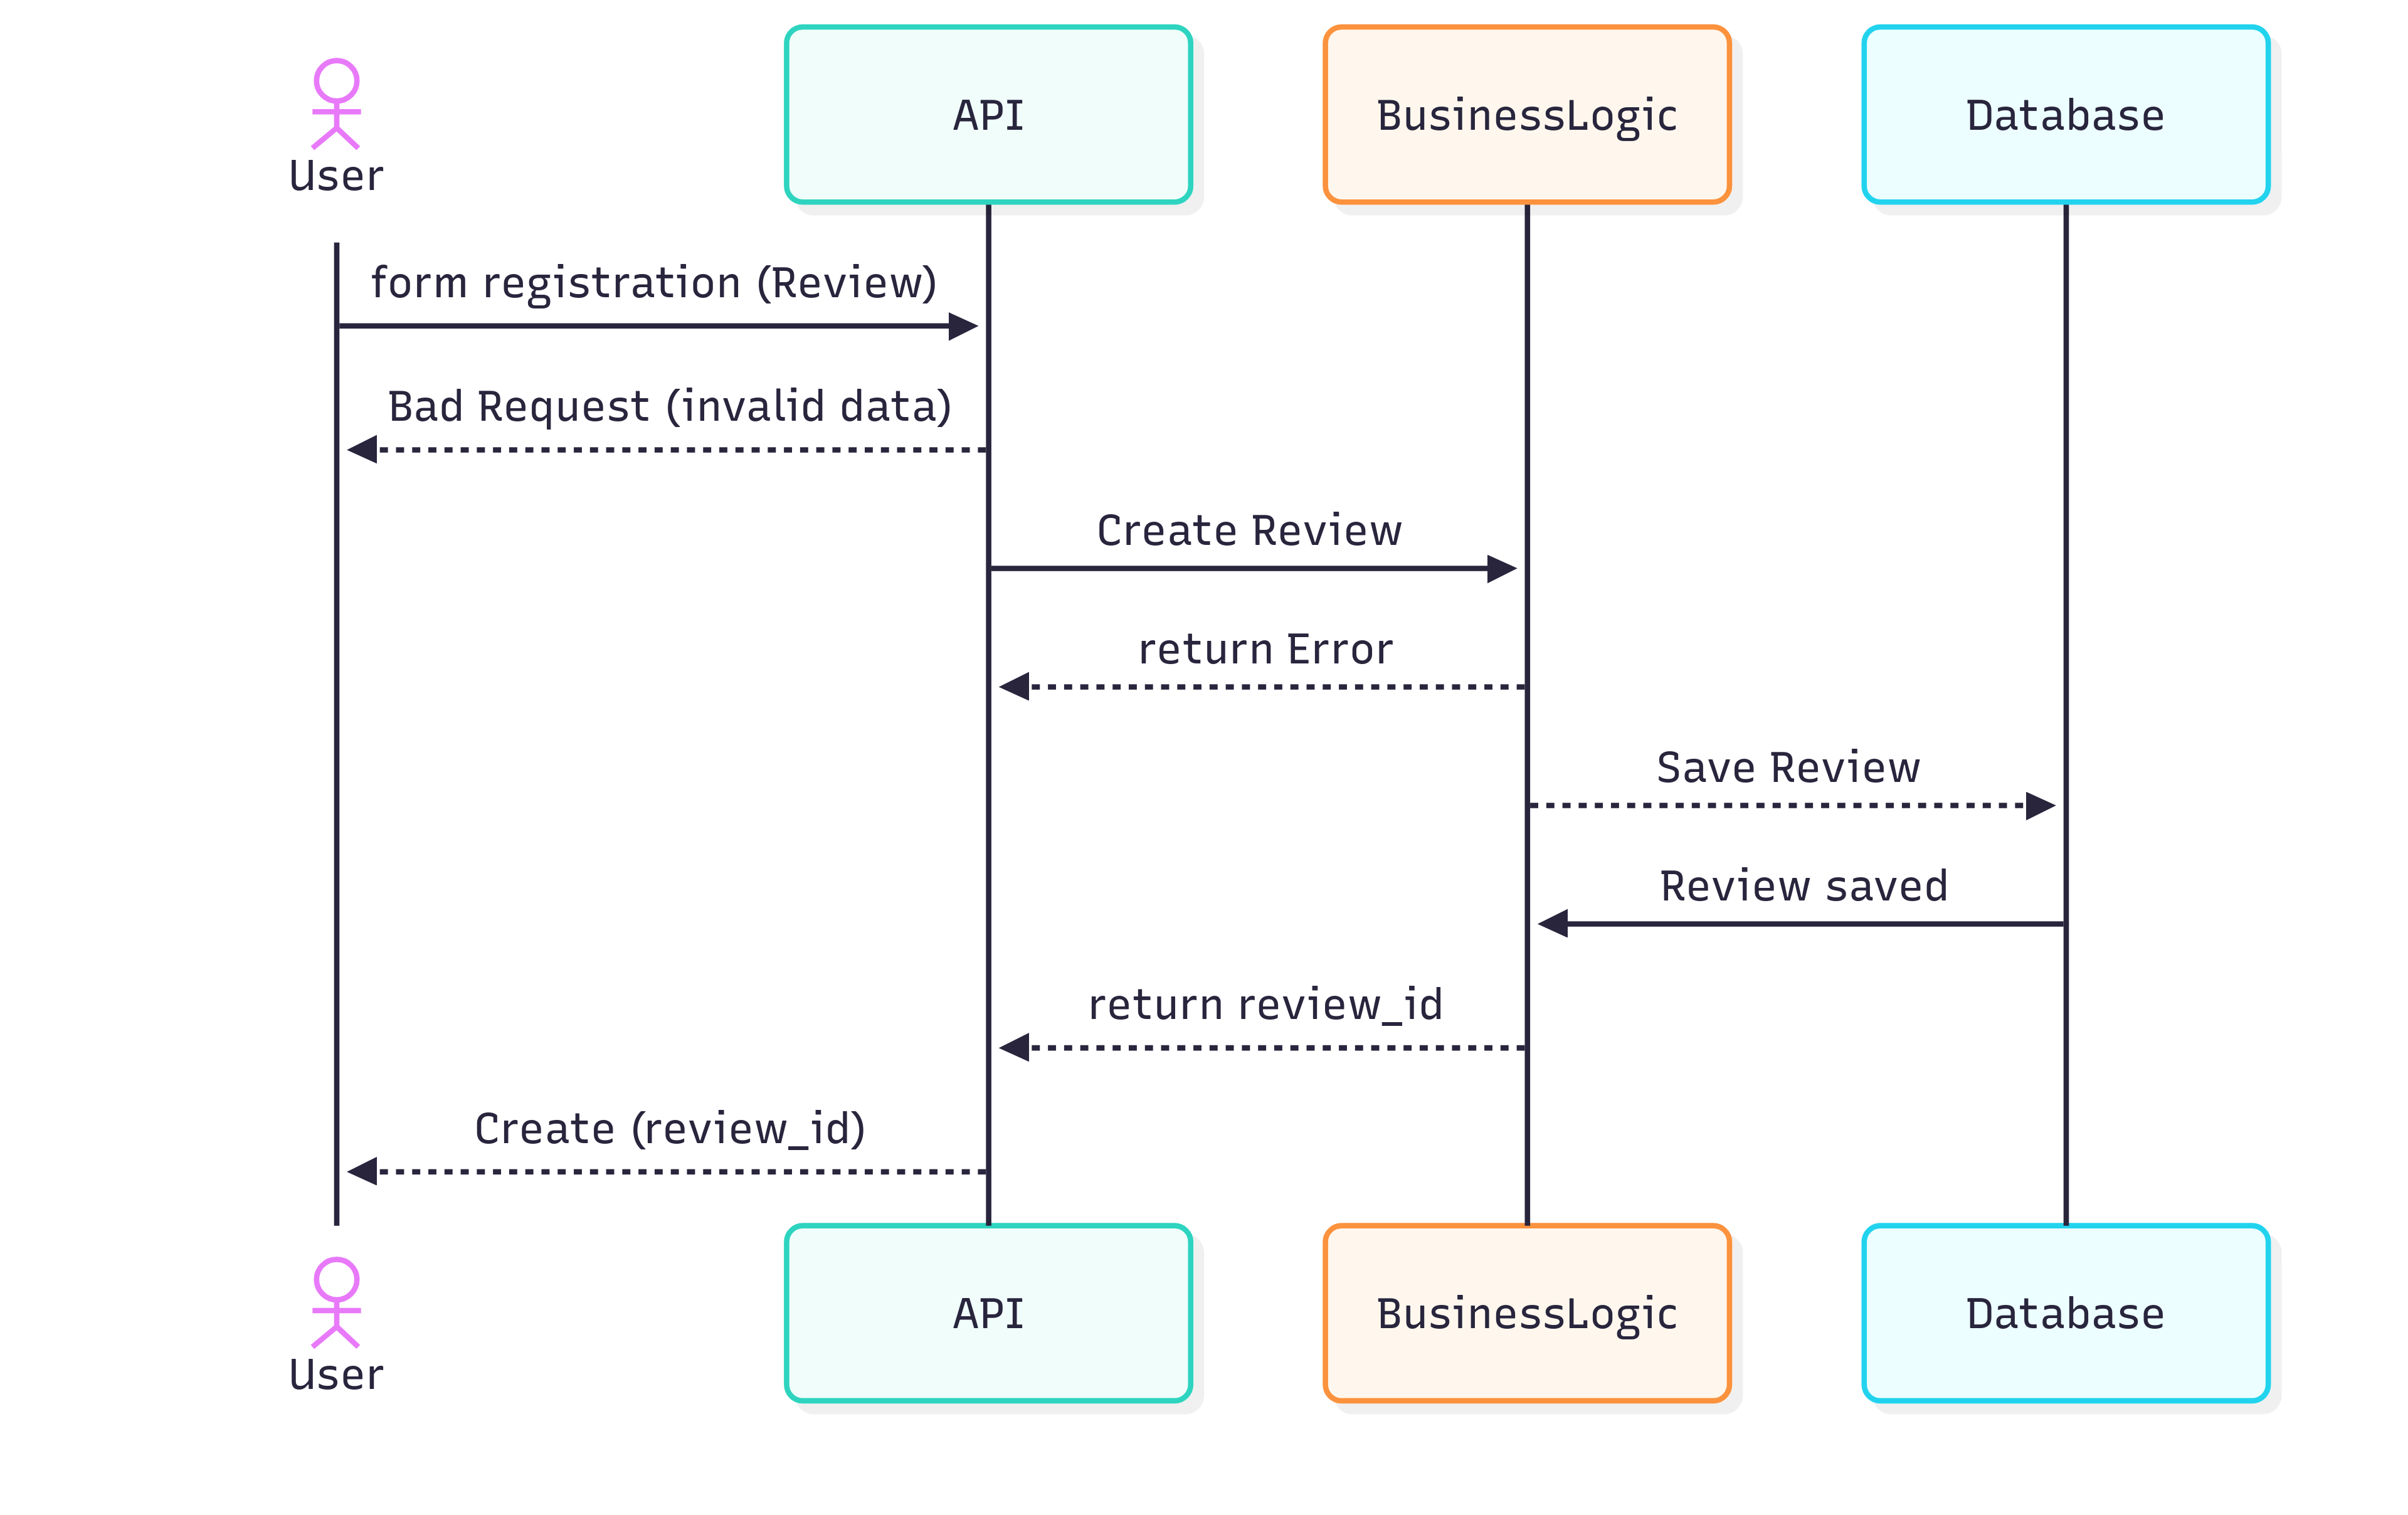 User
API
BusinessLogic
Database
form registration (Review)
Bad Request (invalid data)
Create Review
return Error
Save Review
Review saved
return review_id
Create (review_id)
User
API
BusinessLogic
Database